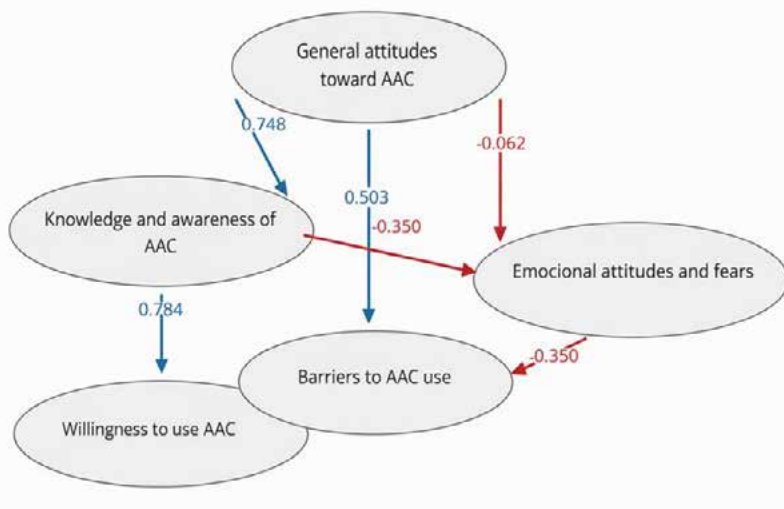 General attitudes
toward AAC
0.748
-0.062
0.503
Knowledge and awareness of
AAC
-0.350
Emocional attitudes and fears
0.784
-0.350
Barriers to AAC use
Willingness to use AAC